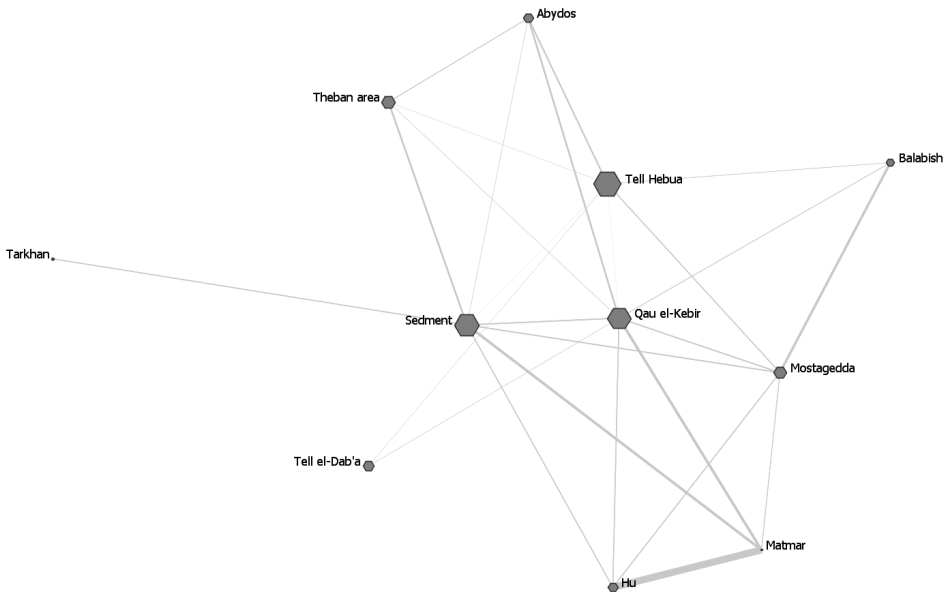 Abydos
Theban area
Balabish
Tell Hebua
Tarkhan
Qau el-Kebir
Sedment
Mostagedda
Tell el-Dab'a
Matmar
Hu